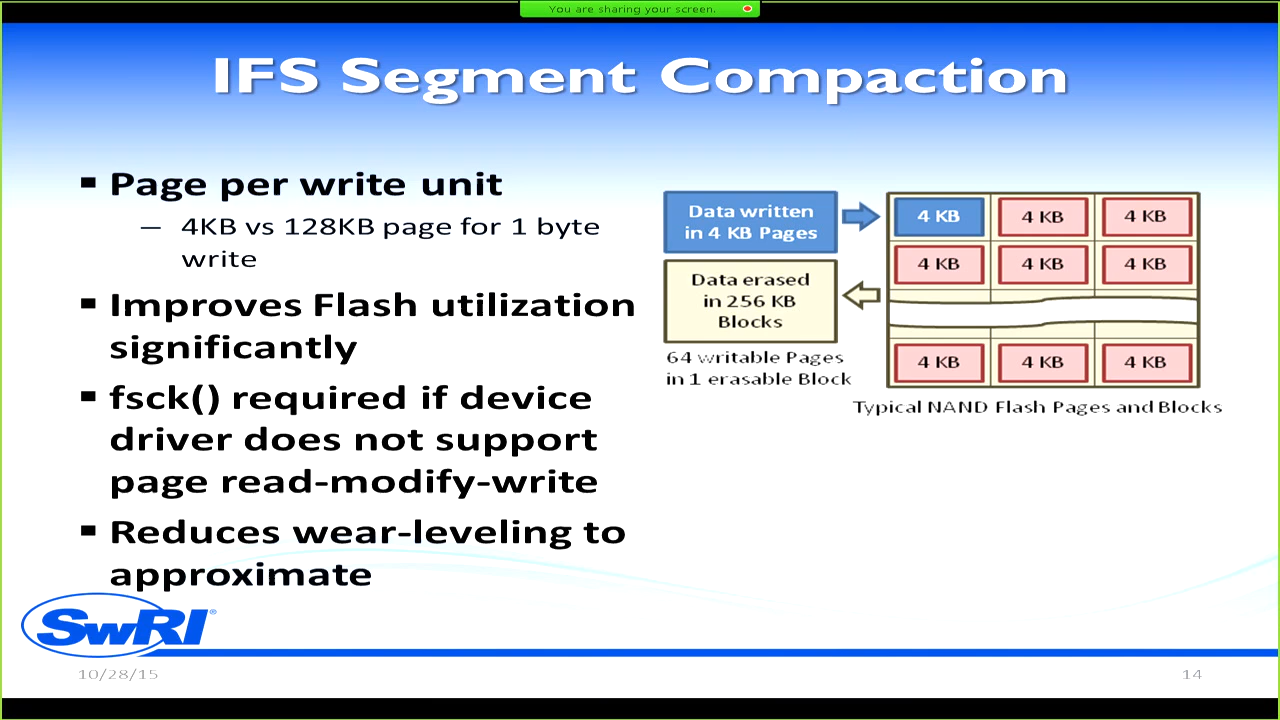 You are sharing your screen.
IFS Segment Compaction
Page per write unit
— 4KB vs 128KB page for 1 byte
write
Improves Flash utilization
significantly
fsck() required if device
driver does not support
page read-modify-write
Reduces wear-leveling to
approximate
Data written
in 4 KB Pages
Data erased
in 256 KB
Blocks
64 writable Pages
in 1 erasable Block
4 KB 4 KB 4 KB
4 KB 4 KB 4 KB
4 KB 4 KB 4 KB
Typical NAND Flash Pages and Blocks
SwRI®
10/28/15
14